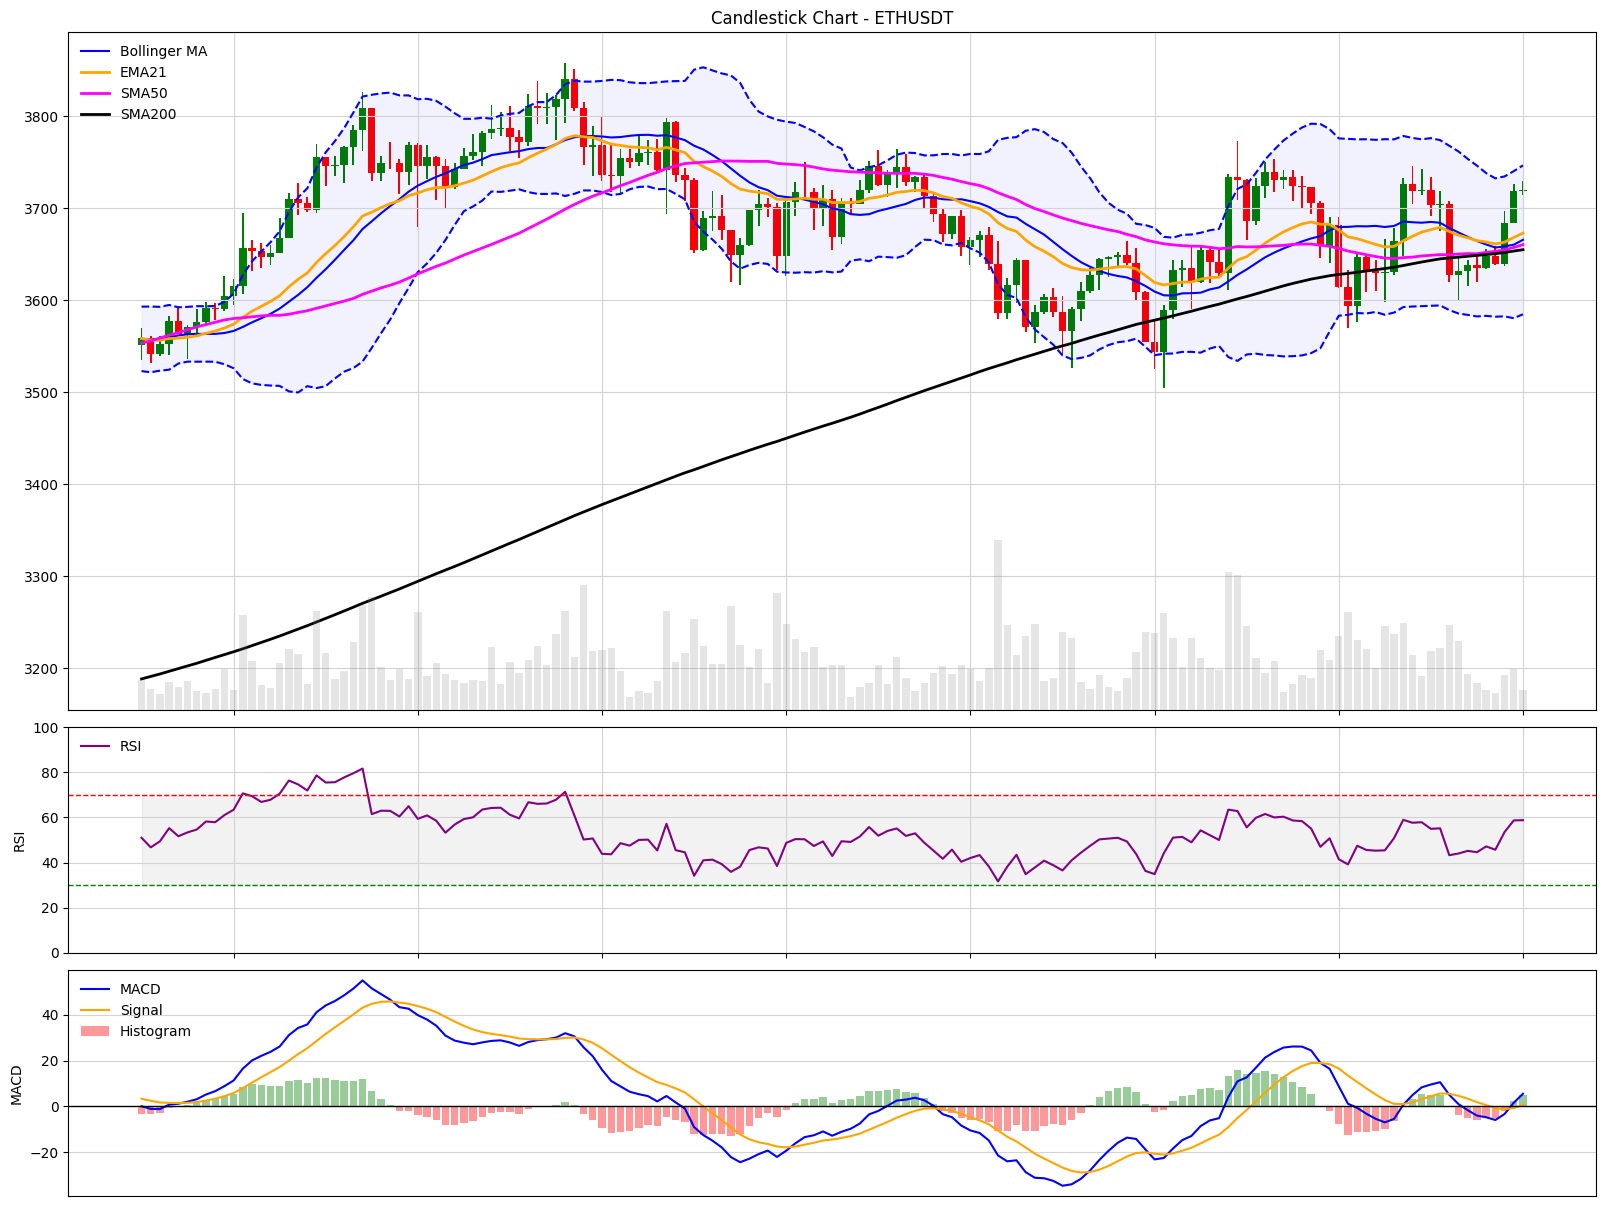 Candlestick Chart - ETHUSDT
Bollinger MA
EMA21
SMA50
SMA200
3800
3700
3600
3500
3400
3300
3200
100
80
60
40
20
0
RSI
RSI
40
20
0
−20
MACD
MACD
Signal
Histogram